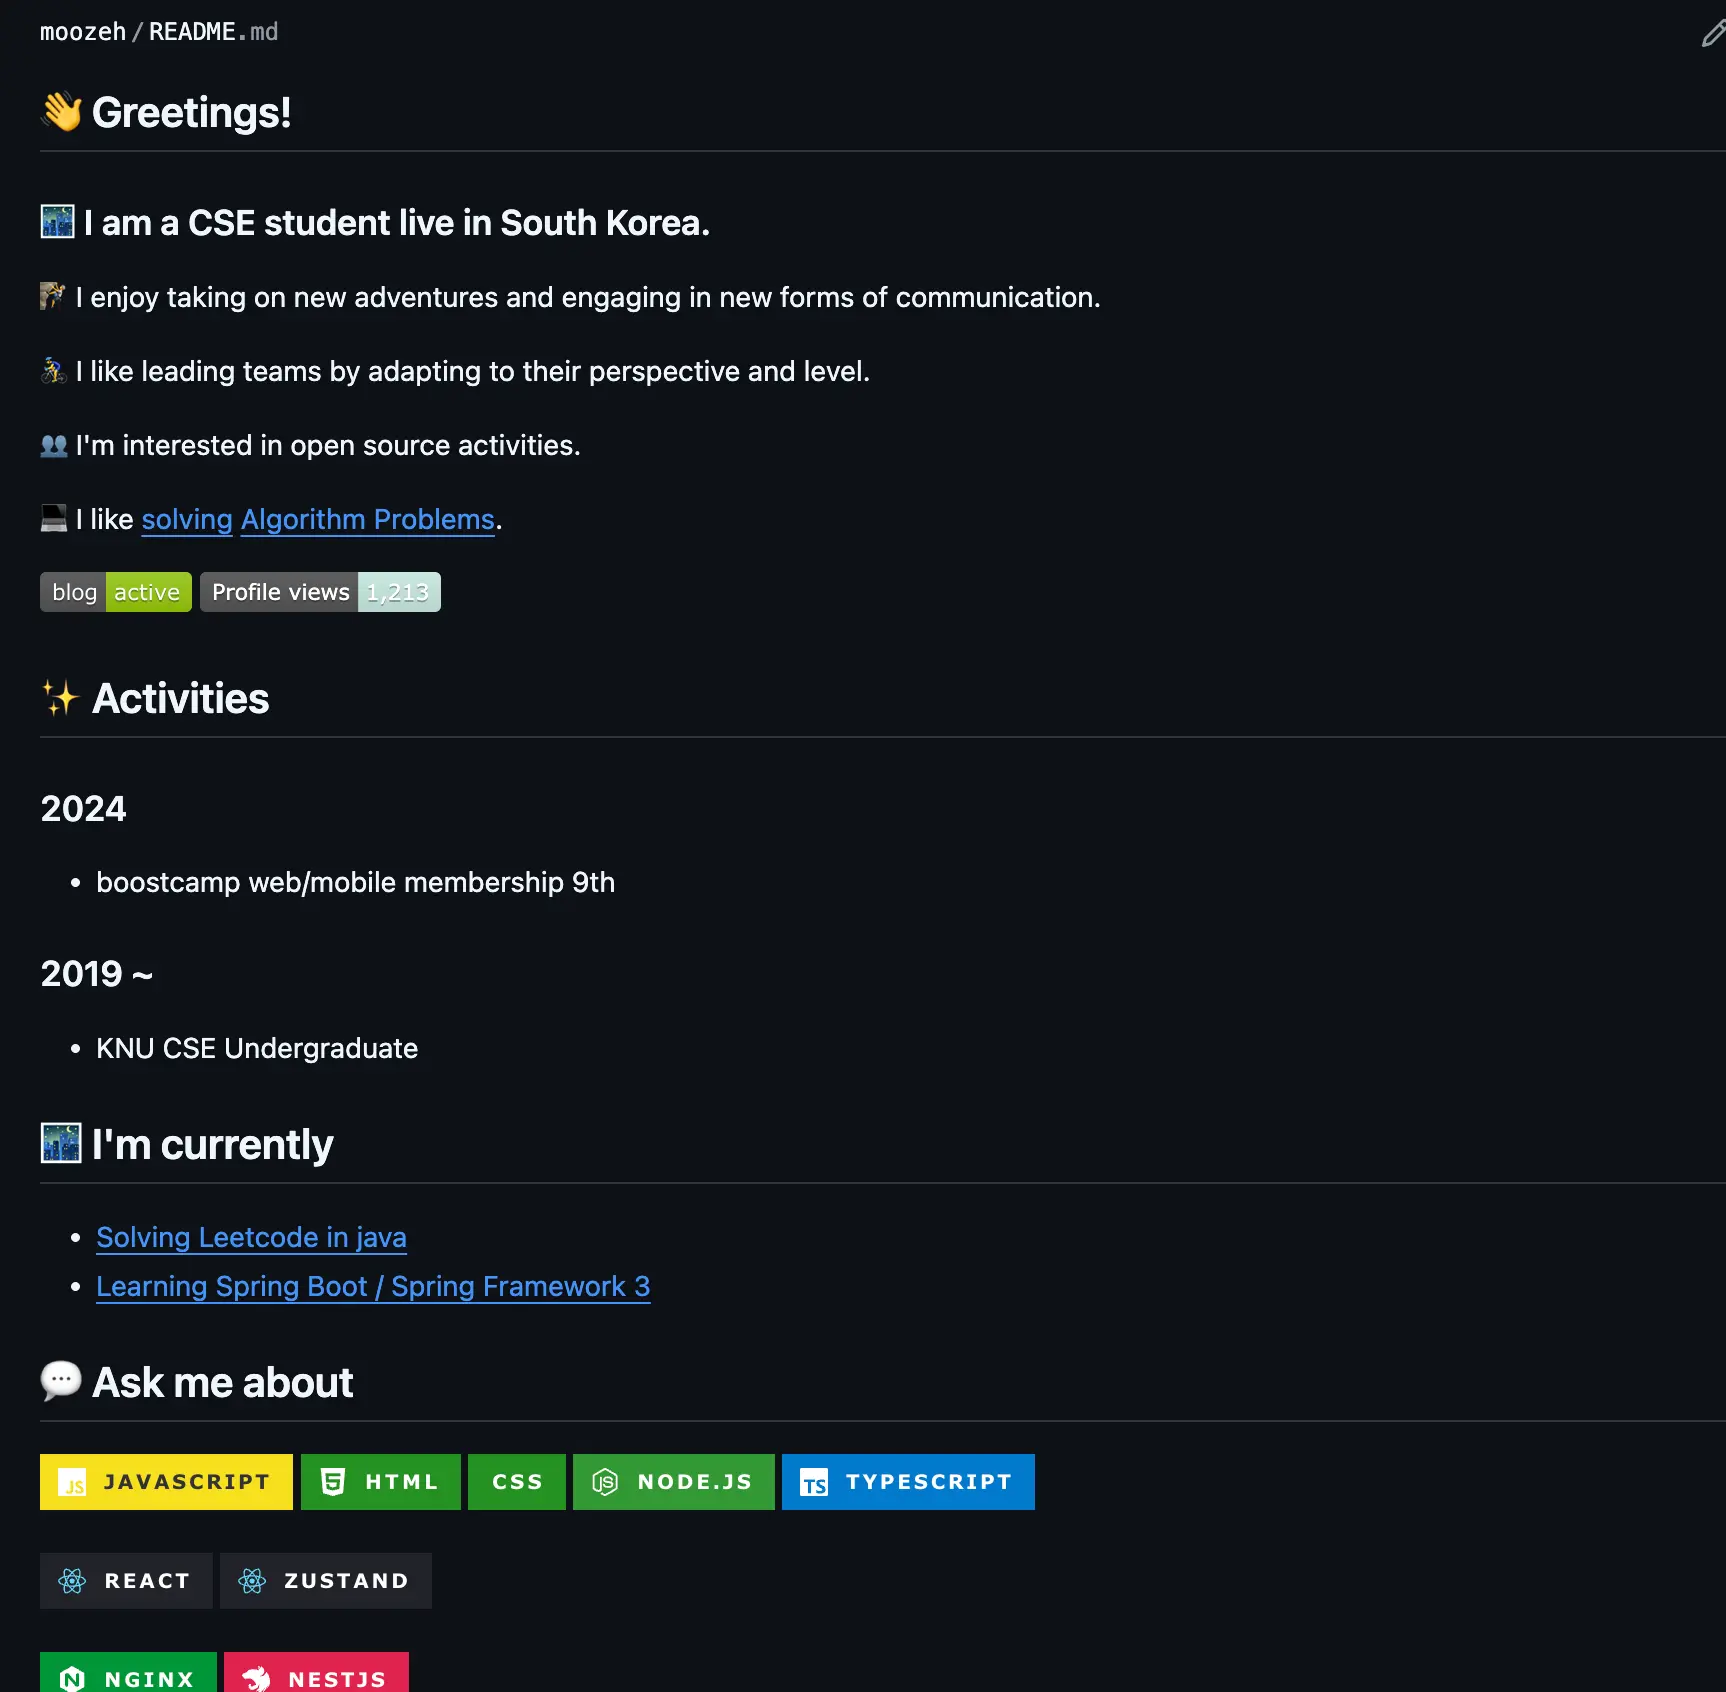 moozeh/README.md
👋 Greetings!
🌃 I am a CSE student live in South Korea.
🧗 I enjoy taking on new adventures and engaging in new forms of communication.
🚴 I like leading teams by adapting to their perspective and level.
👥 I'm interested in open source activities.
💻 I like solving Algorithm Problems.
blog active Profile views 1,213
✨ Activities
2024
• boostcamp web/mobile membership 9th
2019 ~
• KNU CSE Undergraduate
🌃 I'm currently
• Solving Leetcode in java
• Learning Spring Boot / Spring Framework 3
💬 Ask me about
JS JAVASCRIPT HTML CSS NODE.JS TS TYPESCRIPT
REACT ZUSTAND
NGINX NESTJS